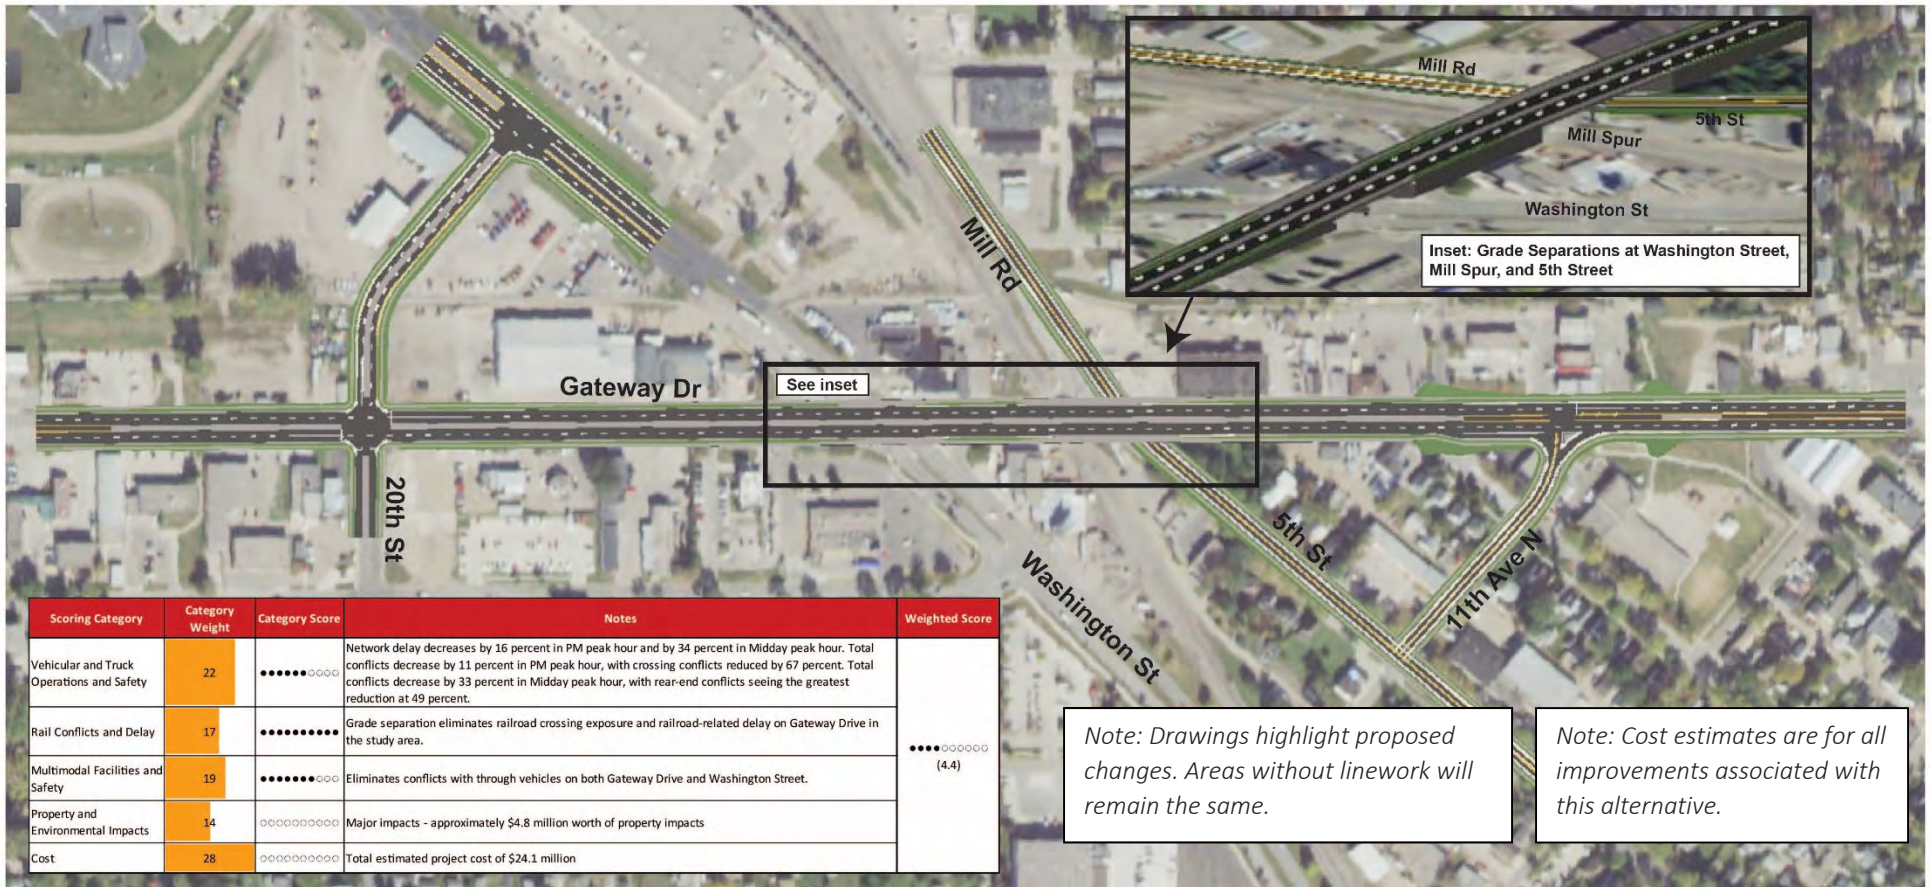 Mill Rd
5th St
Mill Spur
Washington St
Inset: Grade Separations at Washington Street,
Mill Spur, and 5th Street
Mill Rd
Gateway Dr
See inset
20th St
5th St
11th Ave N
Washington St
Scoring Category
Category
Weight
Category Score
Notes
Weighted Score
Vehicular and Truck
Operations and Safety
22
Network delay decreases by 16 percent in PM peak hour and by 34 percent in Midday peak hour. Total
conflicts decrease by 11 percent in PM peak hour, with crossing conflicts reduced by 67 percent. Total
conflicts decrease by 33 percent in Midday peak hour, with rear-end conflicts seeing the greatest
reduction at 49 percent.
Rail Conflicts and Delay
17
Grade separation eliminates railroad crossing exposure and railroad-related delay on Gateway Drive in
the study area.
Multimodal Facilities and
Safety
19
Eliminates conflicts with through vehicles on both Gateway Drive and Washington Street.
Property and
Environmental Impacts
14
Major impacts - approximately $4.8 million worth of property impacts
Cost
28
Total estimated project cost of $24.1 million
(4.4)
Note: Drawings highlight proposed
changes. Areas without linework will
remain the same.
Note: Cost estimates are for all
improvements associated with
this alternative.